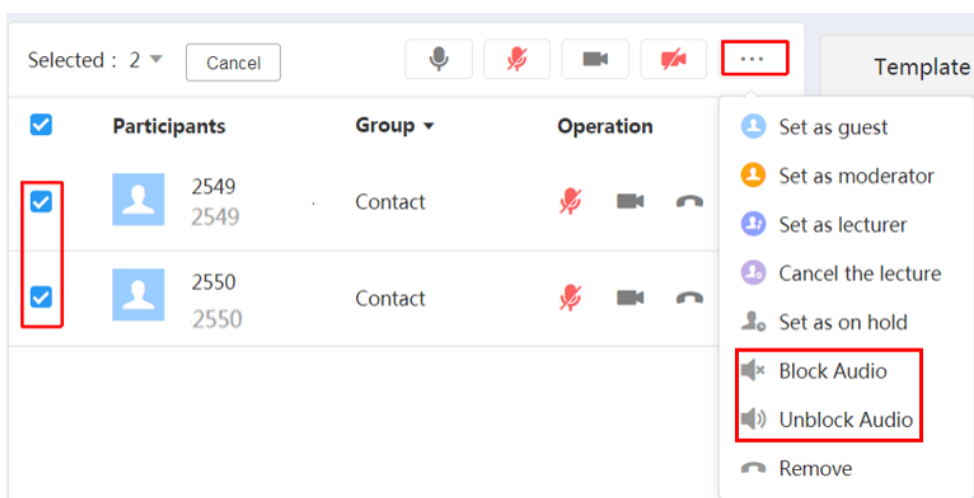 Selected : 2
Cancel
...
Template
Participants
Group
Operation
2549
2549
Contact
2550
2550
Contact
Set as guest
Set as moderator
Set as lecturer
Cancel the lecture
Set as on hold
Block Audio
Unblock Audio
Remove